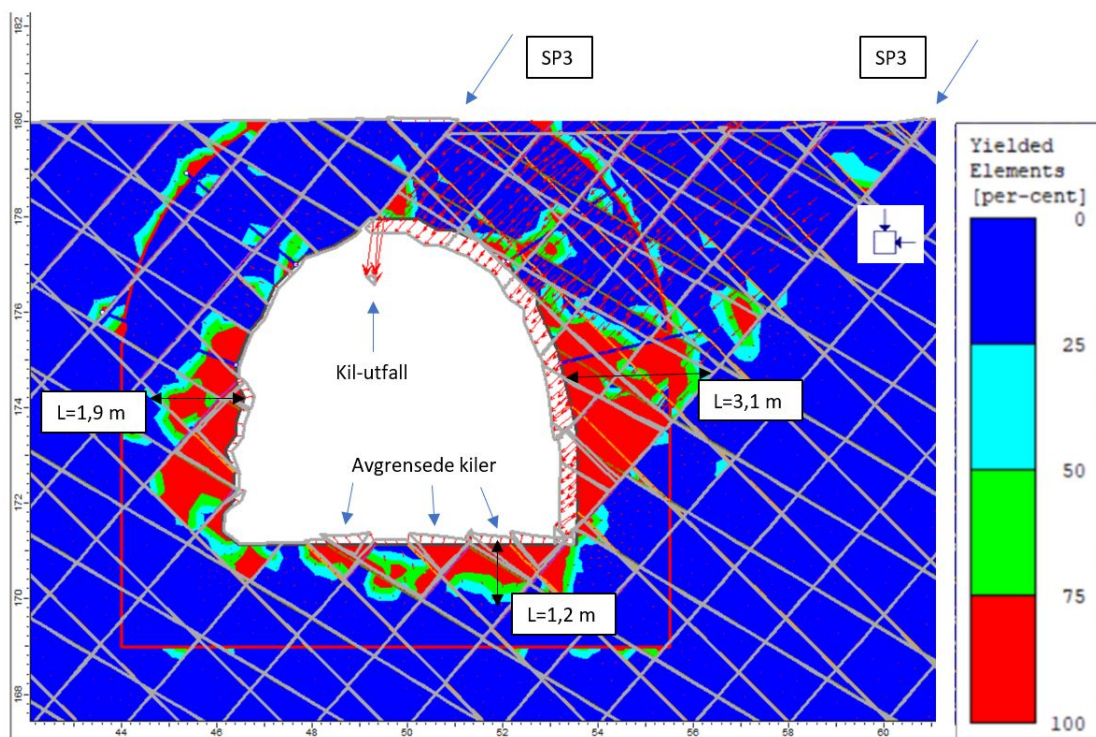 SP3
SP3
182
180
178
176
174
172
170
168
Kil-utfall
L=1,9 m
L=3,1 m
Avgrensede kiler
L=1,2 m
44 46 48 50 52 54 56 58 60
Yielded
Elements
[per-cent]
0
25
50
75
100